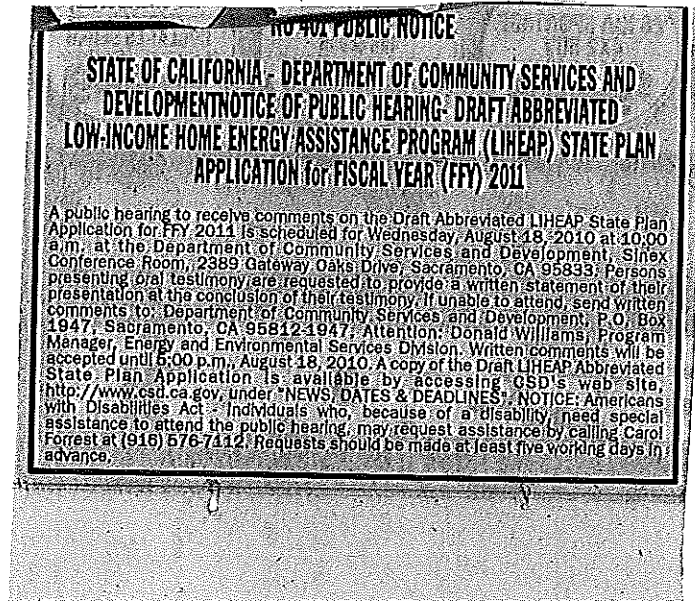 NO 401 PUBLIC NOTICE
STATE OF CALIFORNIA - DEPARTMENT OF COMMUNITY SERVICES AND
DEVELOPMENTNOTICE OF PUBLIC HEARING- DRAFT ABBREVIATED
LOW-INCOME HOME ENERGY ASSISTANCE PROGRAM (LIHEAP) STATE PLAN
APPLICATION for FISCAL YEAR (FFY) 2011
A public hearing to receive comments on the Draft Abbreviated LIHEAP State Plan
Application for FFY 2011 is scheduled for Wednesday, August 18, 2010 at 10:00
a.m. at the Department of Community Services and Development, Sinex
Conference Room, 2389 Gateway Oaks Drive, Sacramento, CA 95833. Persons
presenting oral testimony are requested to provide a written statement of their
presentation at the conclusion of their testimony. If unable to attend, send written
comments to: Department of Community Services and Development, P.O. Box
1947, Sacramento, CA 95812-1947, Attention: Donald Williams, Program
Manager, Energy and Environmental Services Division. Written comments will be
accepted until 5:00 p.m., August 18, 2010. A copy of the Draft LIHEAP Abbreviated
State Plan Application is available by accessing CSD's web site,
http://www.csd.ca.gov, under "NEWS, DATES & DEADLINES". NOTICE: Americans
with Disabilities Act - Individuals who, because of a disability, need special
assistance to attend the public hearing, may request assistance by calling Carol
Forrest at (916) 576-7112. Requests should be made at least five working days in
advance.